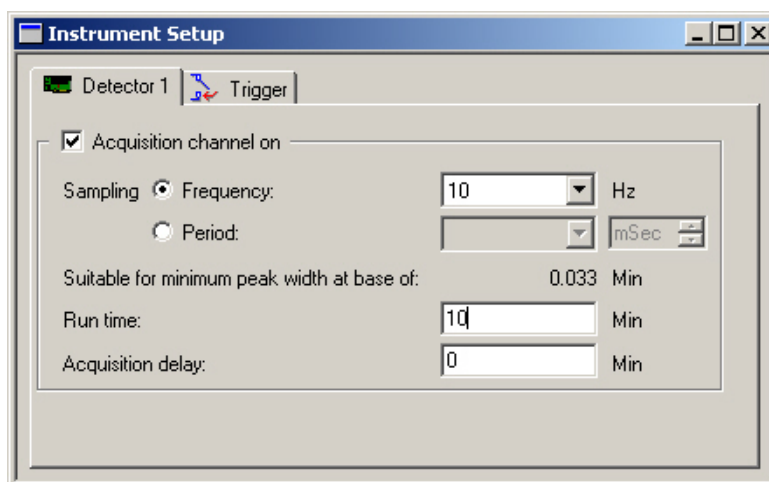 Instrument Setup
Detector 1 Trigger
Acquisition channel on
Sampling Frequency: 10 Hz
Period: mSec
Suitable for minimum peak width at base of: 0.033 Min
Run time: 10 Min
Acquisition delay: 0 Min